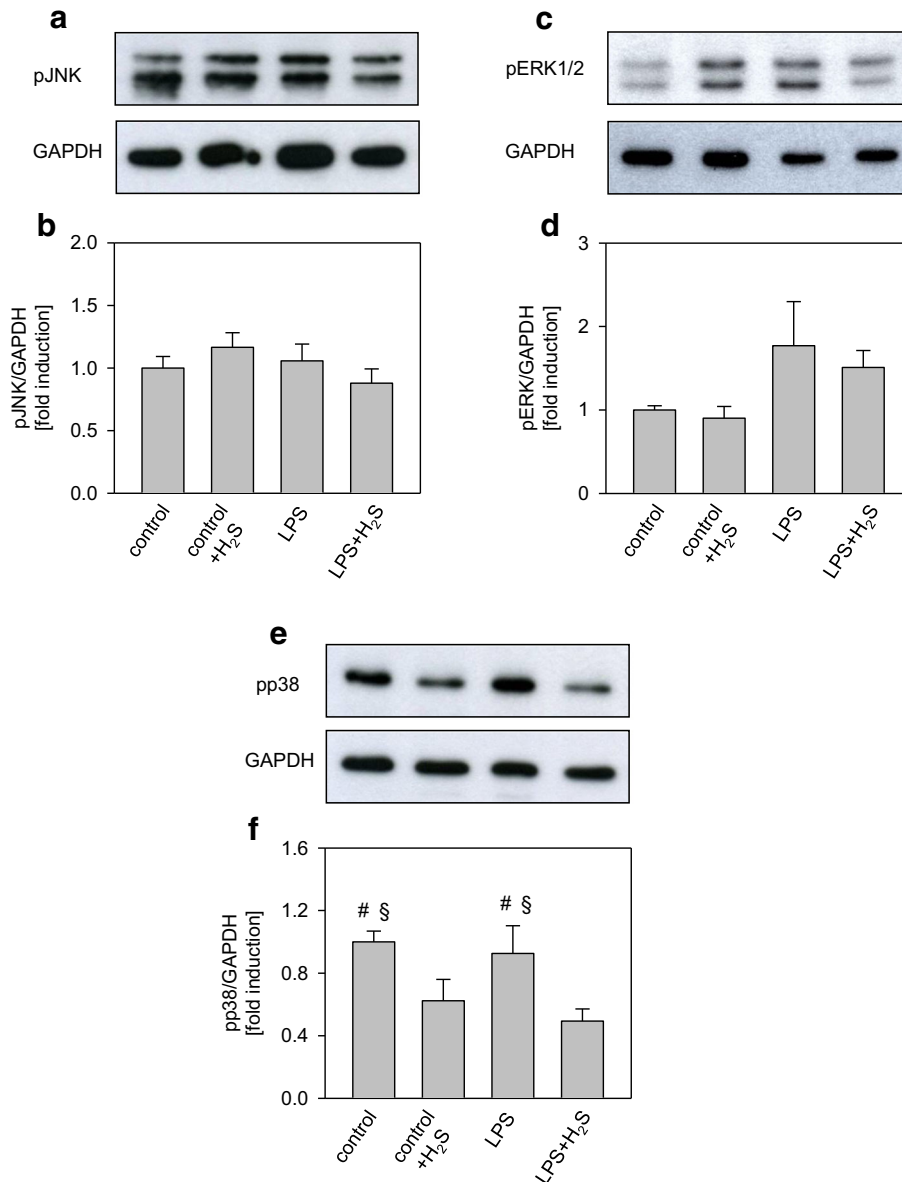 a
pJNK
GAPDH
b
pJNK/GAPDH
[fold induction]
2.0
1.5
1.0
0.5
0.0
control
control
+H₂S
LPS
LPS+H₂S
c
pERK1/2
GAPDH
d
pERK/GAPDH
[fold induction]
3
2
1
0
control
control
+H₂S
LPS
LPS+H₂S
e
pp38
GAPDH
f
pp38/GAPDH
[fold induction]
1.6
1.2
0.8
0.4
0.0
# §
# §
control
control
+H₂S
LPS
LPS+H₂S